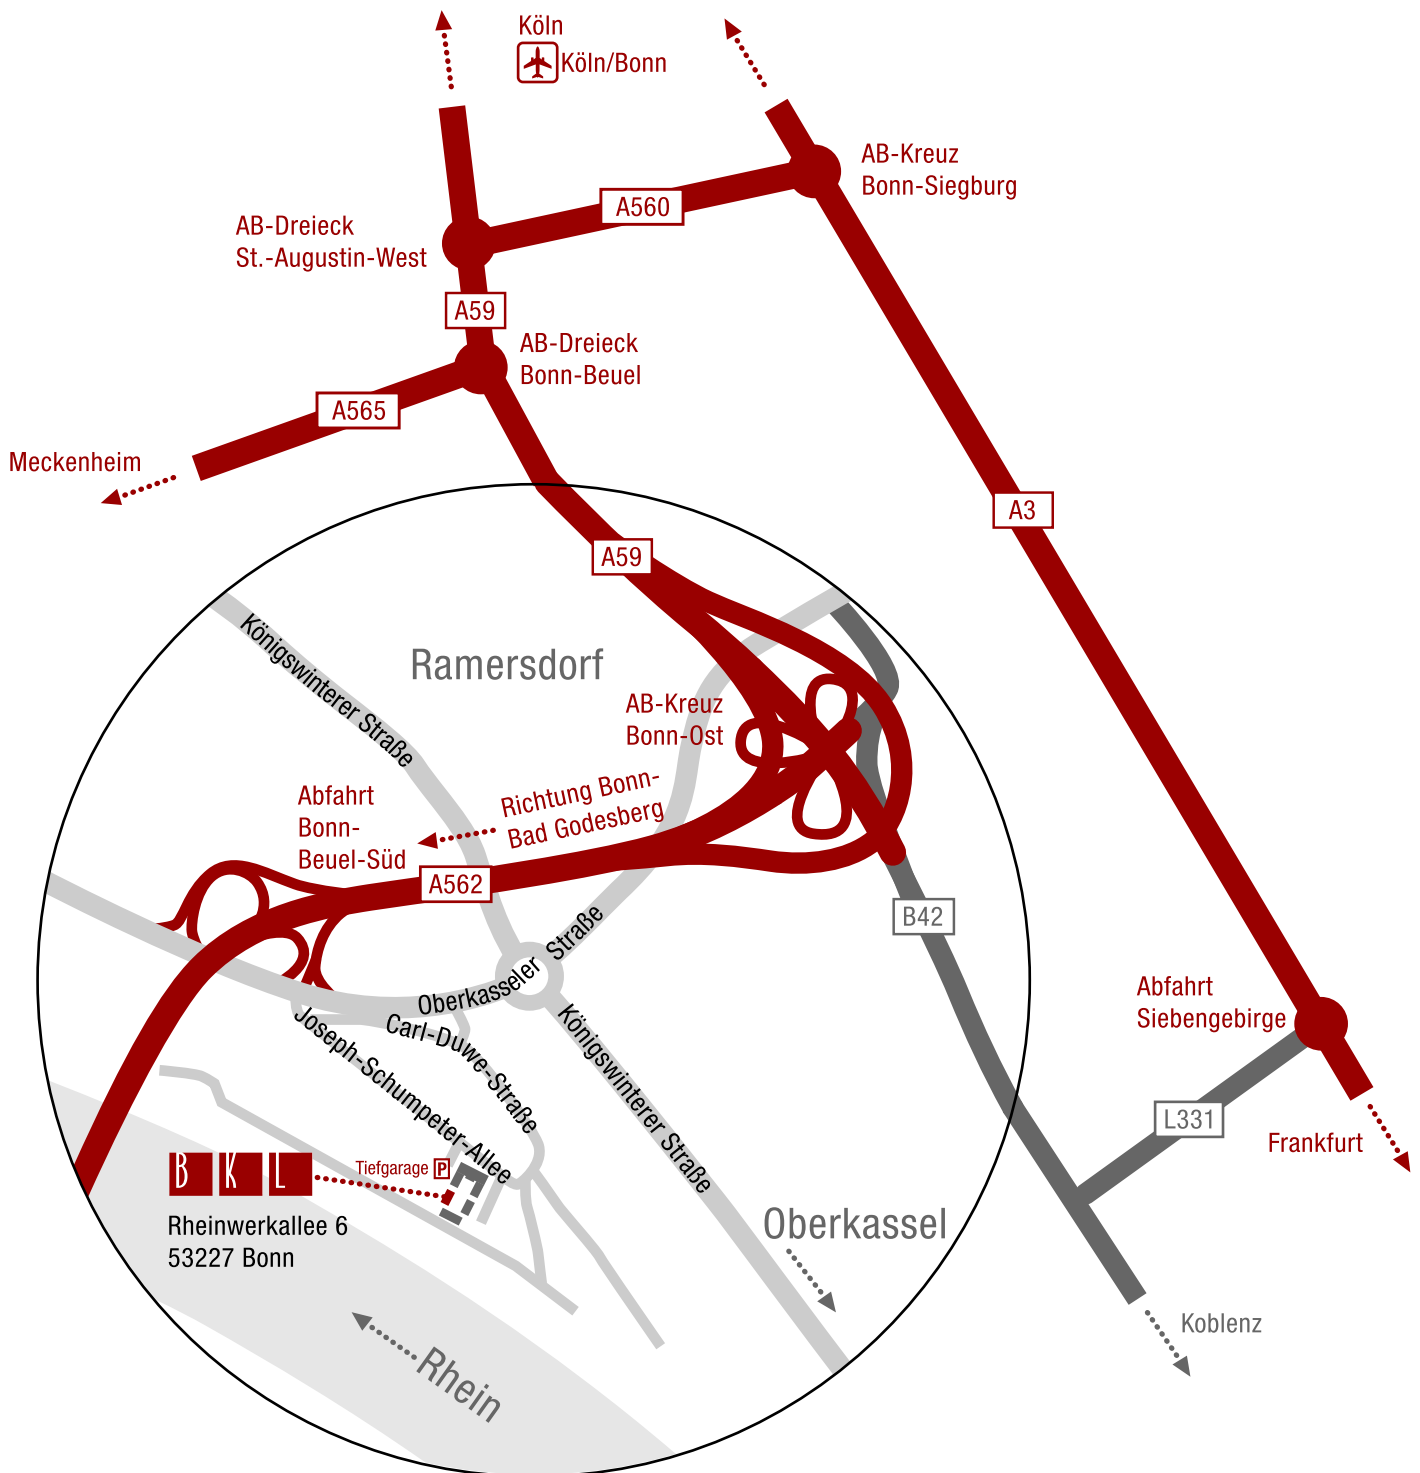 Köln
Köln/Bonn
AB-Kreuz
Bonn-Siegburg
A560
AB-Dreieck
St.-Augustin-West
A59
AB-Dreieck
Bonn-Beuel
A565
Meckenheim
A3
A59
Königswinterer Straße
Ramersdorf
AB-Kreuz
Bonn-Ost
Richtung Bonn-
Bad Godesberg
Abfahrt
Bonn-
Beuel-Süd
A562
B42
Oberkasseler Straße
Abfahrt
Siebengebirge
Joseph-Schumpeter-Allee
Carl-Duwe-Straße
Königswinterer Straße
L331
Frankfurt
B K L
Tiefgarage P
Rheinwerkallee 6
53227 Bonn
Oberkassel
Koblenz
Rhein